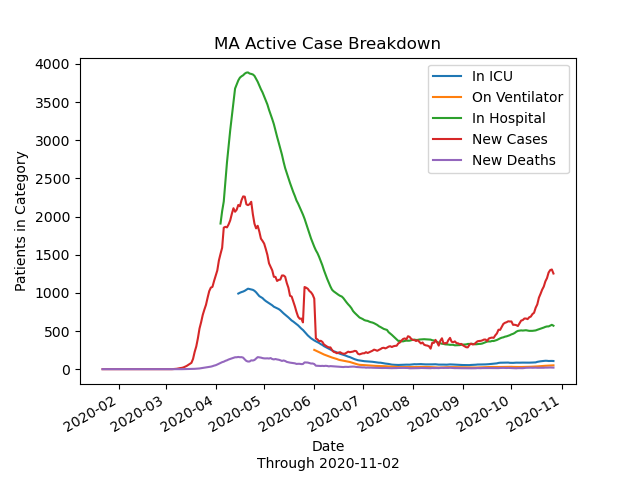 MA Active Case Breakdown
Patients in Category
4000
3500
3000
2500
2000
1500
1000
500
0
In ICU
On Ventilator
In Hospital
New Cases
New Deaths
2020-02
2020-03
2020-04
2020-05
2020-06
2020-07
2020-08
2020-09
2020-10
2020-11
Date
Through 2020-11-02